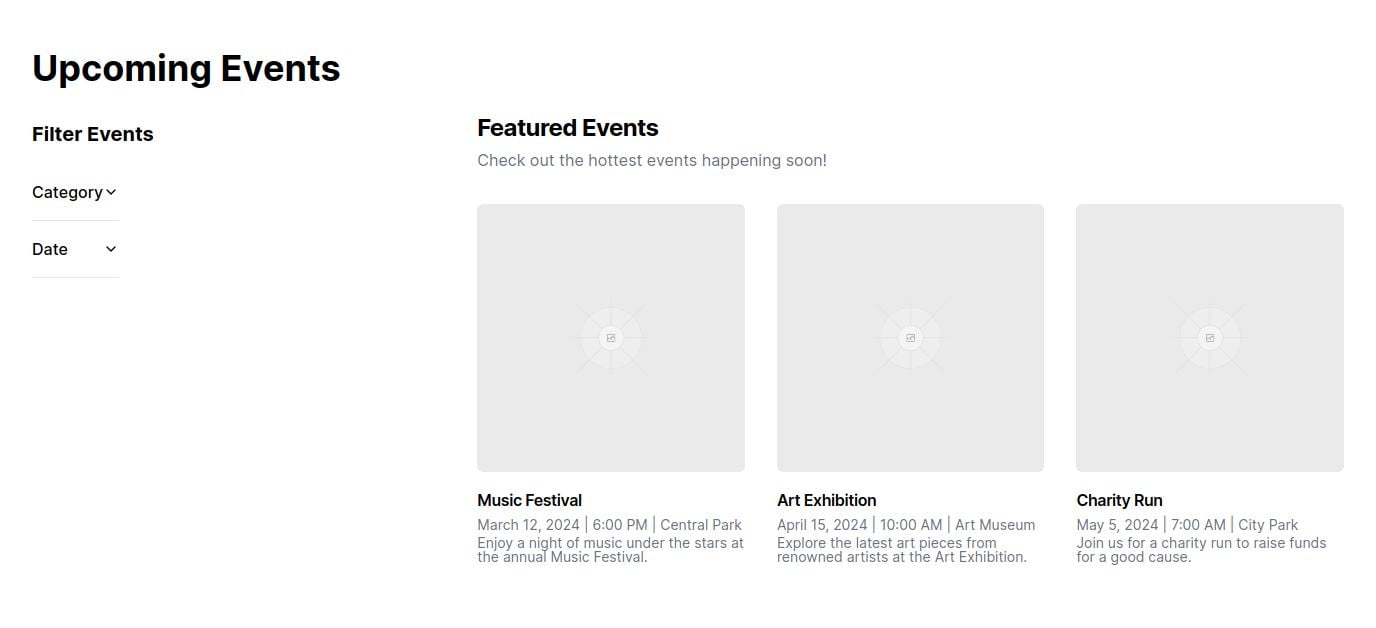 Upcoming Events
Filter Events
Category
Date
Featured Events
Check out the hottest events happening soon!
Music Festival
March 12, 2024 | 6:00 PM | Central Park
Enjoy a night of music under the stars at
the annual Music Festival.
Art Exhibition
April 15, 2024 | 10:00 AM | Art Museum
Explore the latest art pieces from
renowned artists at the Art Exhibition.
Charity Run
May 5, 2024 | 7:00 AM | City Park
Join us for a charity run to raise funds
for a good cause.